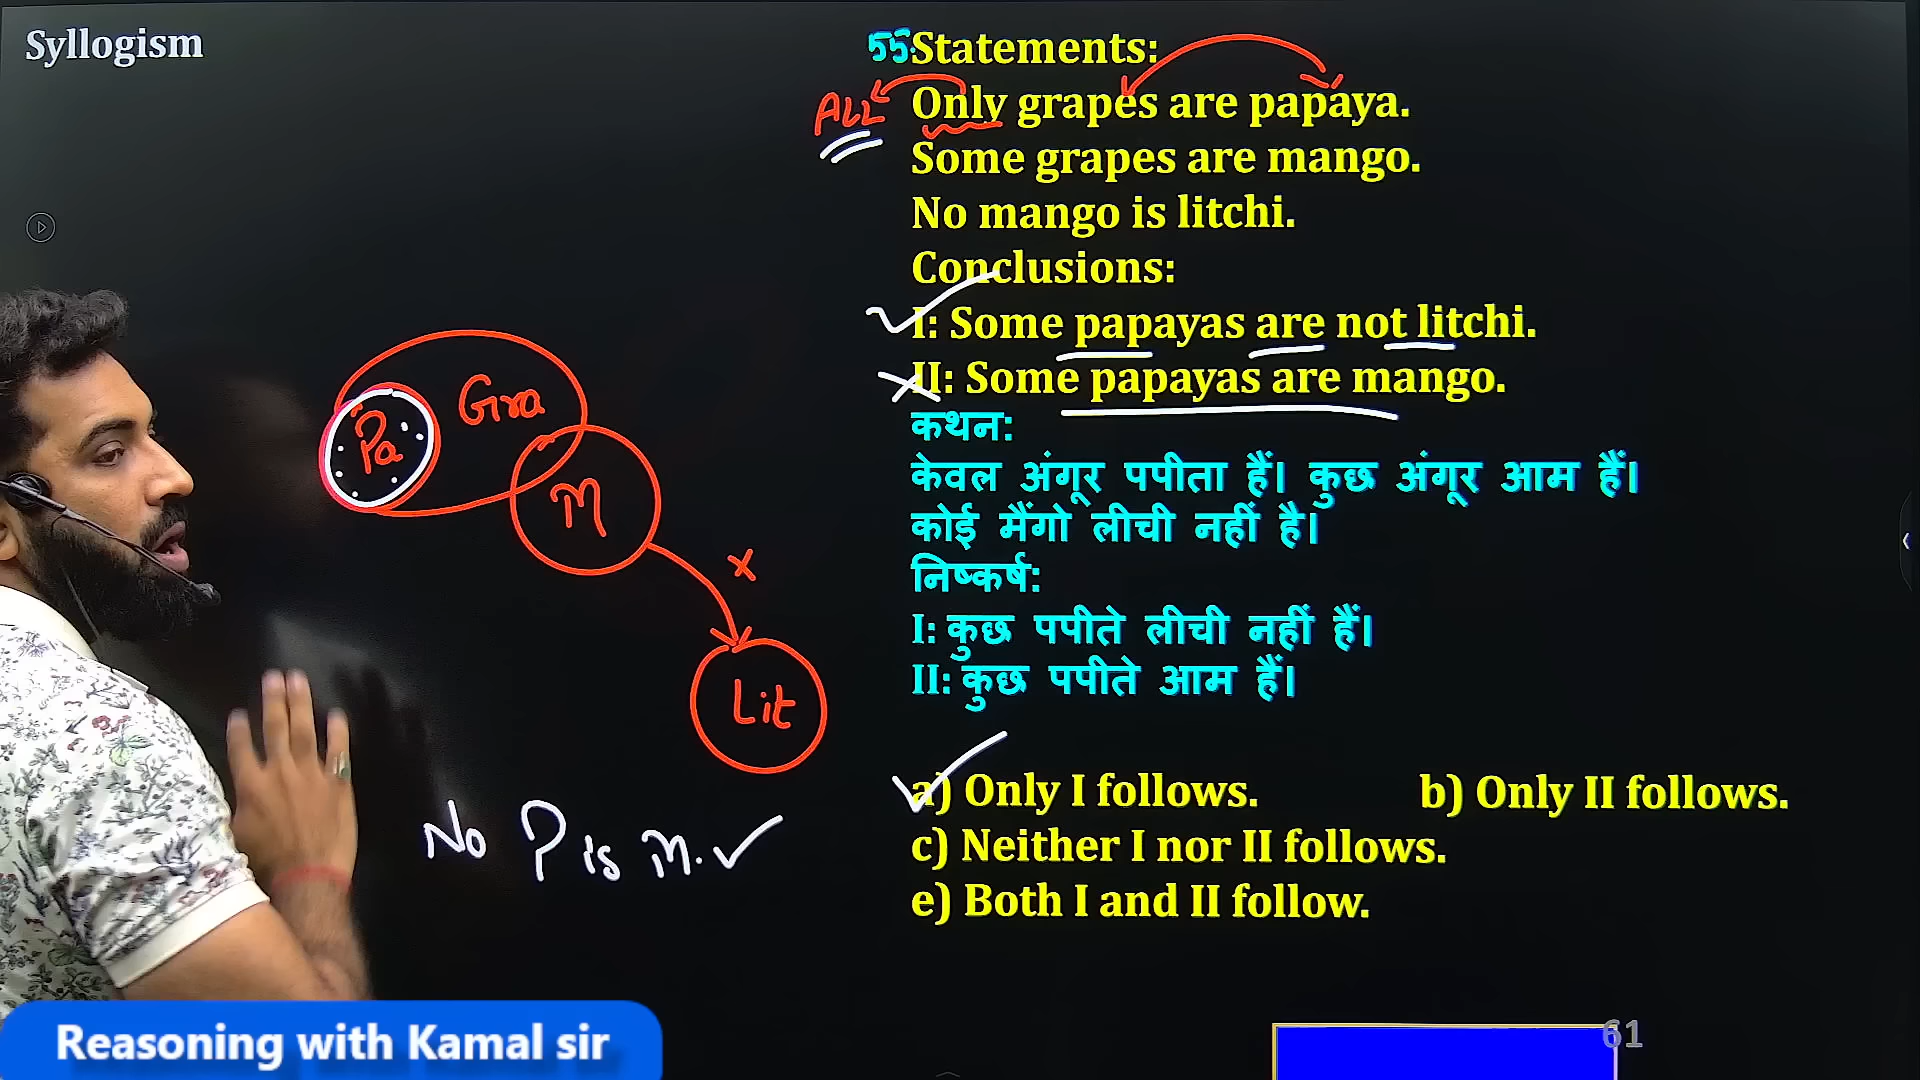 Syllogism
55. Statements:
ALL Only grapes are papaya.
Some grapes are mango.
No mango is litchi.
Conclusions:
I: Some papayas are not litchi.
II: Some papayas are mango.
कथन:
केवल अंगूर पपीता हैं। कुछ अंगूर आम हैं।
कोई मैंगो लीची नहीं है।
निष्कर्ष:
I: कुछ पपीते लीची नहीं हैं।
II: कुछ पपीते आम हैं।
a) Only I follows. b) Only II follows.
c) Neither I nor II follows.
e) Both I and II follow.
Pa Gra
M
Lit
No P is M.
Reasoning with Kamal sir
61